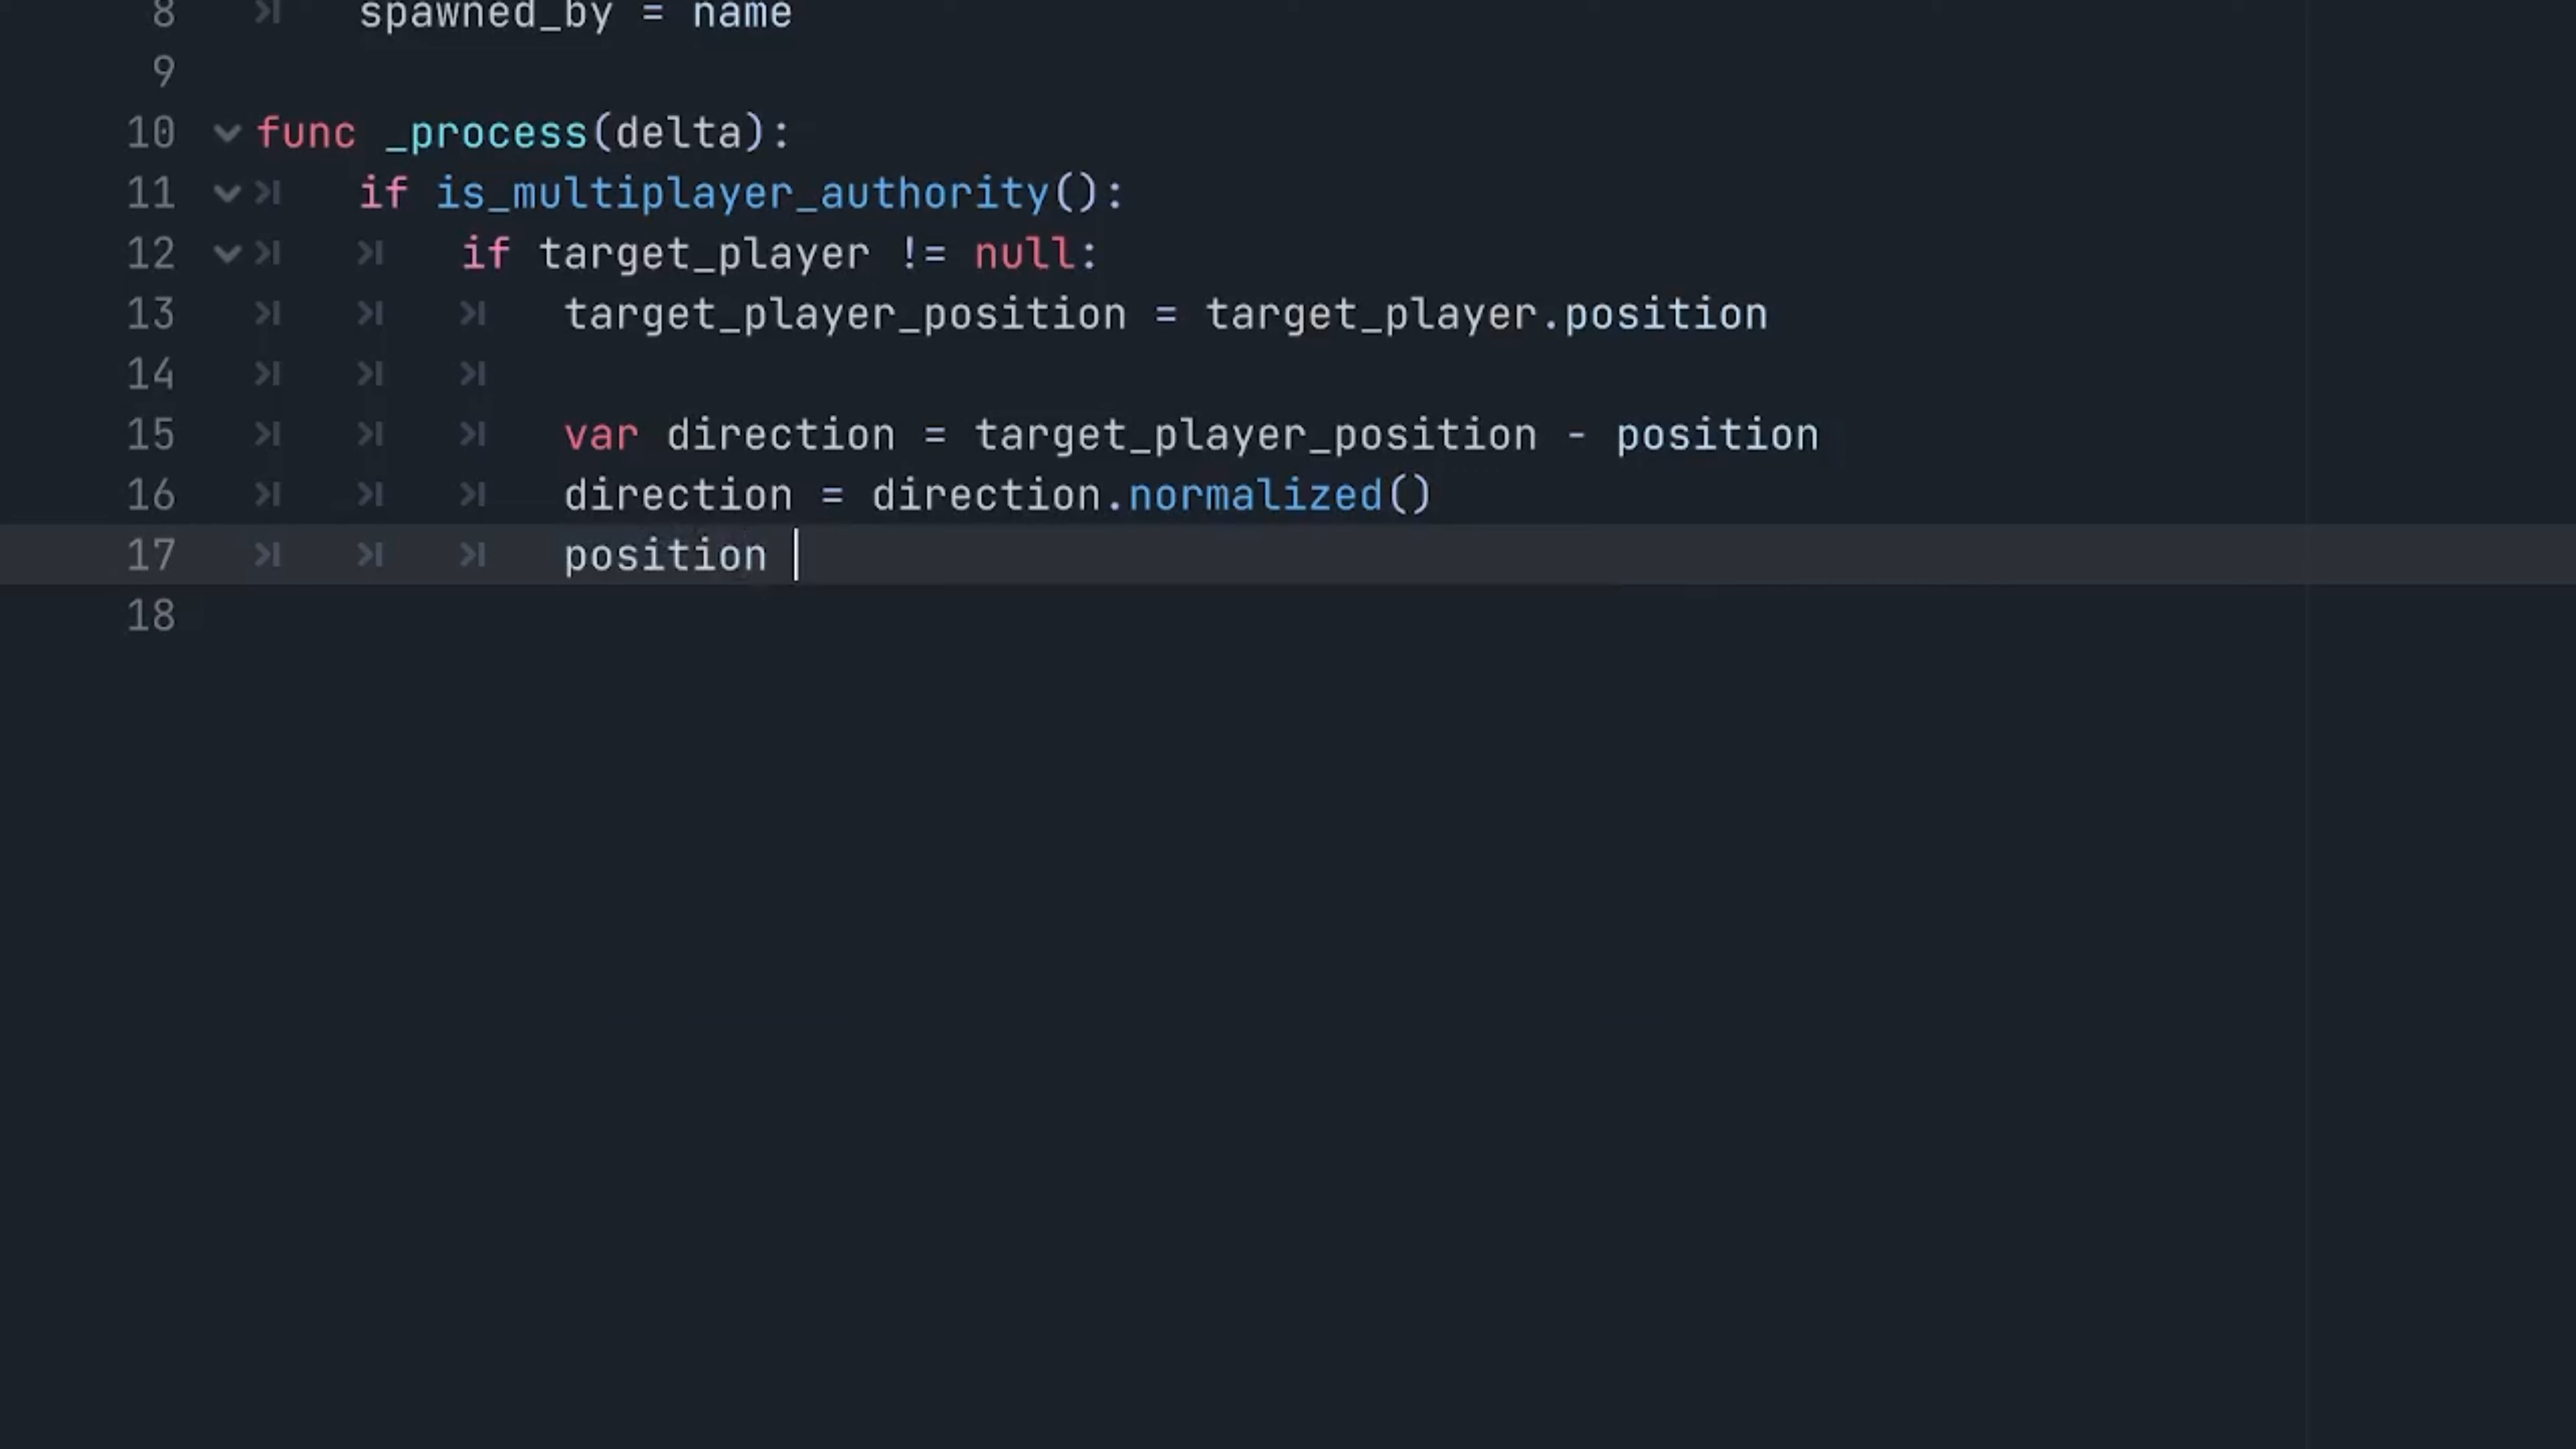 8 spawned_by = name
9
10 func _process(delta):
11 if is_multiplayer_authority():
12 if target_player != null:
13 target_player_position = target_player.position
14
15 var direction = target_player_position - position
16 direction = direction.normalized()
17 position
18